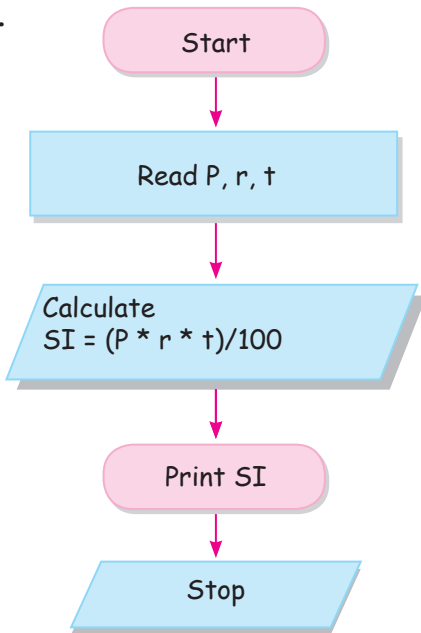 Start
Read P, r, t
Calculate
SI = (P * r * t)/100
Print SI
Stop